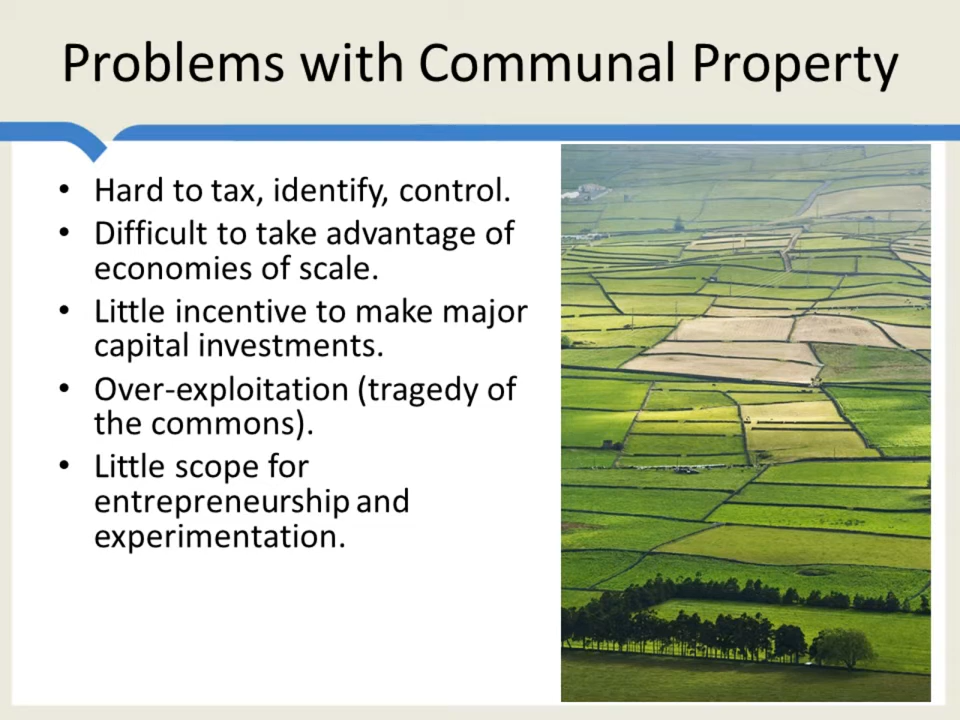 Problems with Communal Property
• Hard to tax, identify, control.
• Difficult to take advantage of
economies of scale.
• Little incentive to make major
capital investments.
• Over-exploitation (tragedy of
the commons).
• Little scope for
entrepreneurship and
experimentation.